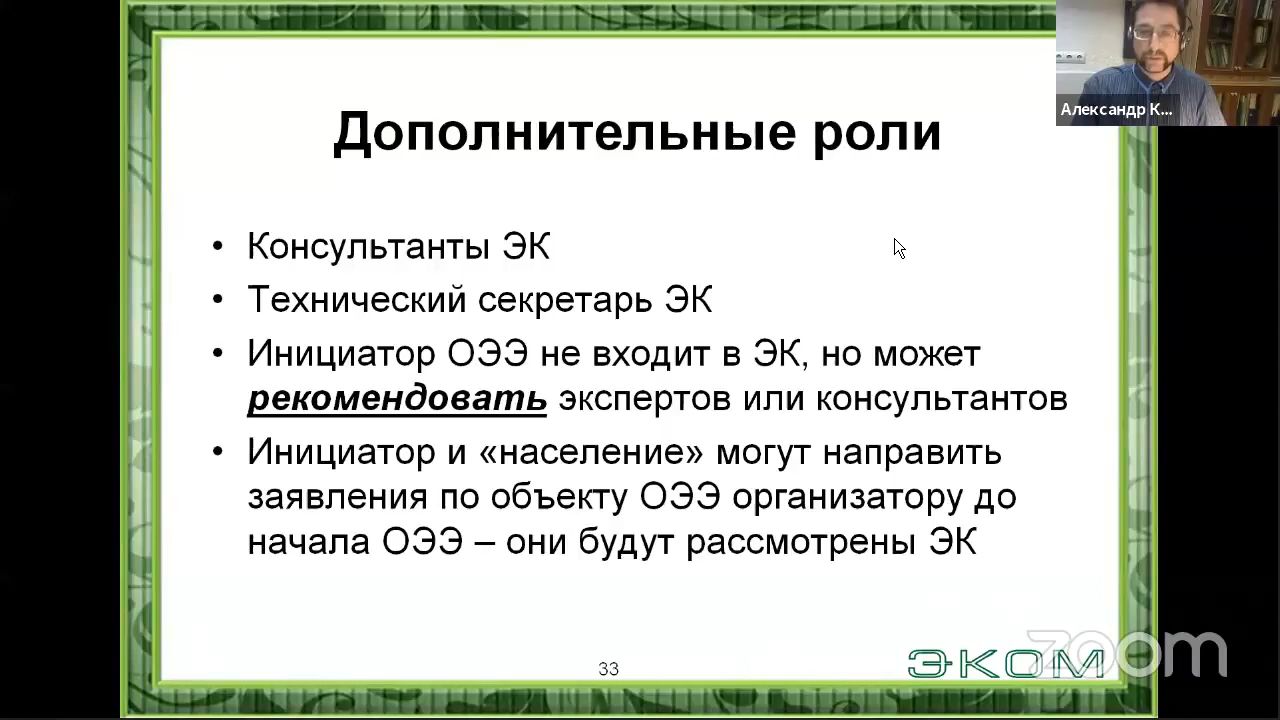 Александр К...
Дополнительные роли
• Консультанты ЭК
• Технический секретарь ЭК
• Инициатор ОЭЭ не входит в ЭК, но может
рекомендовать экспертов или консультантов
• Инициатор и «население» могут направить
заявления по объекту ОЭЭ организатору до
начала ОЭЭ – они будут рассмотрены ЭК
33
ЭКОМ
zoom